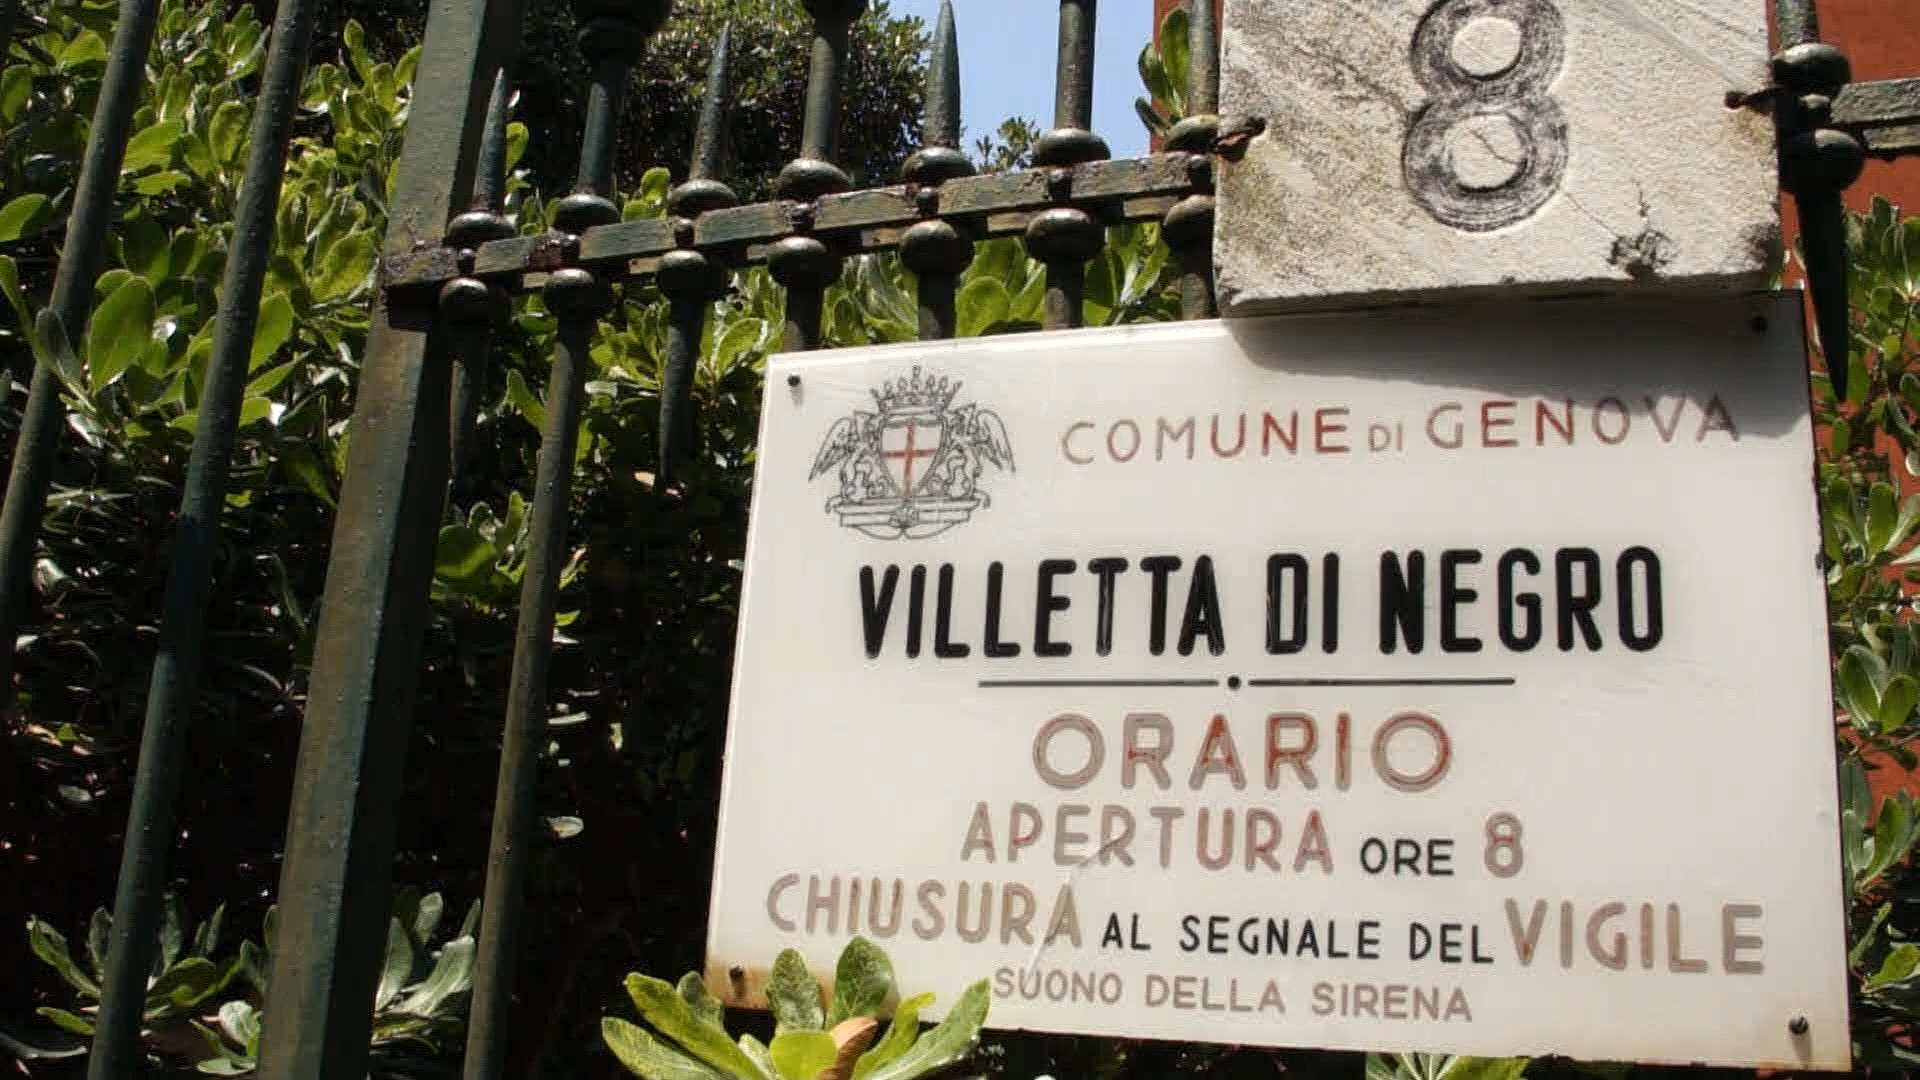 8
COMUNE DI GENOVA
VILLETTA DI NEGRO
ORARIO
APERTURA ORE 8
CHIUSURA AL SEGNALE DEL VIGILE
SUONO DELLA SIRENA